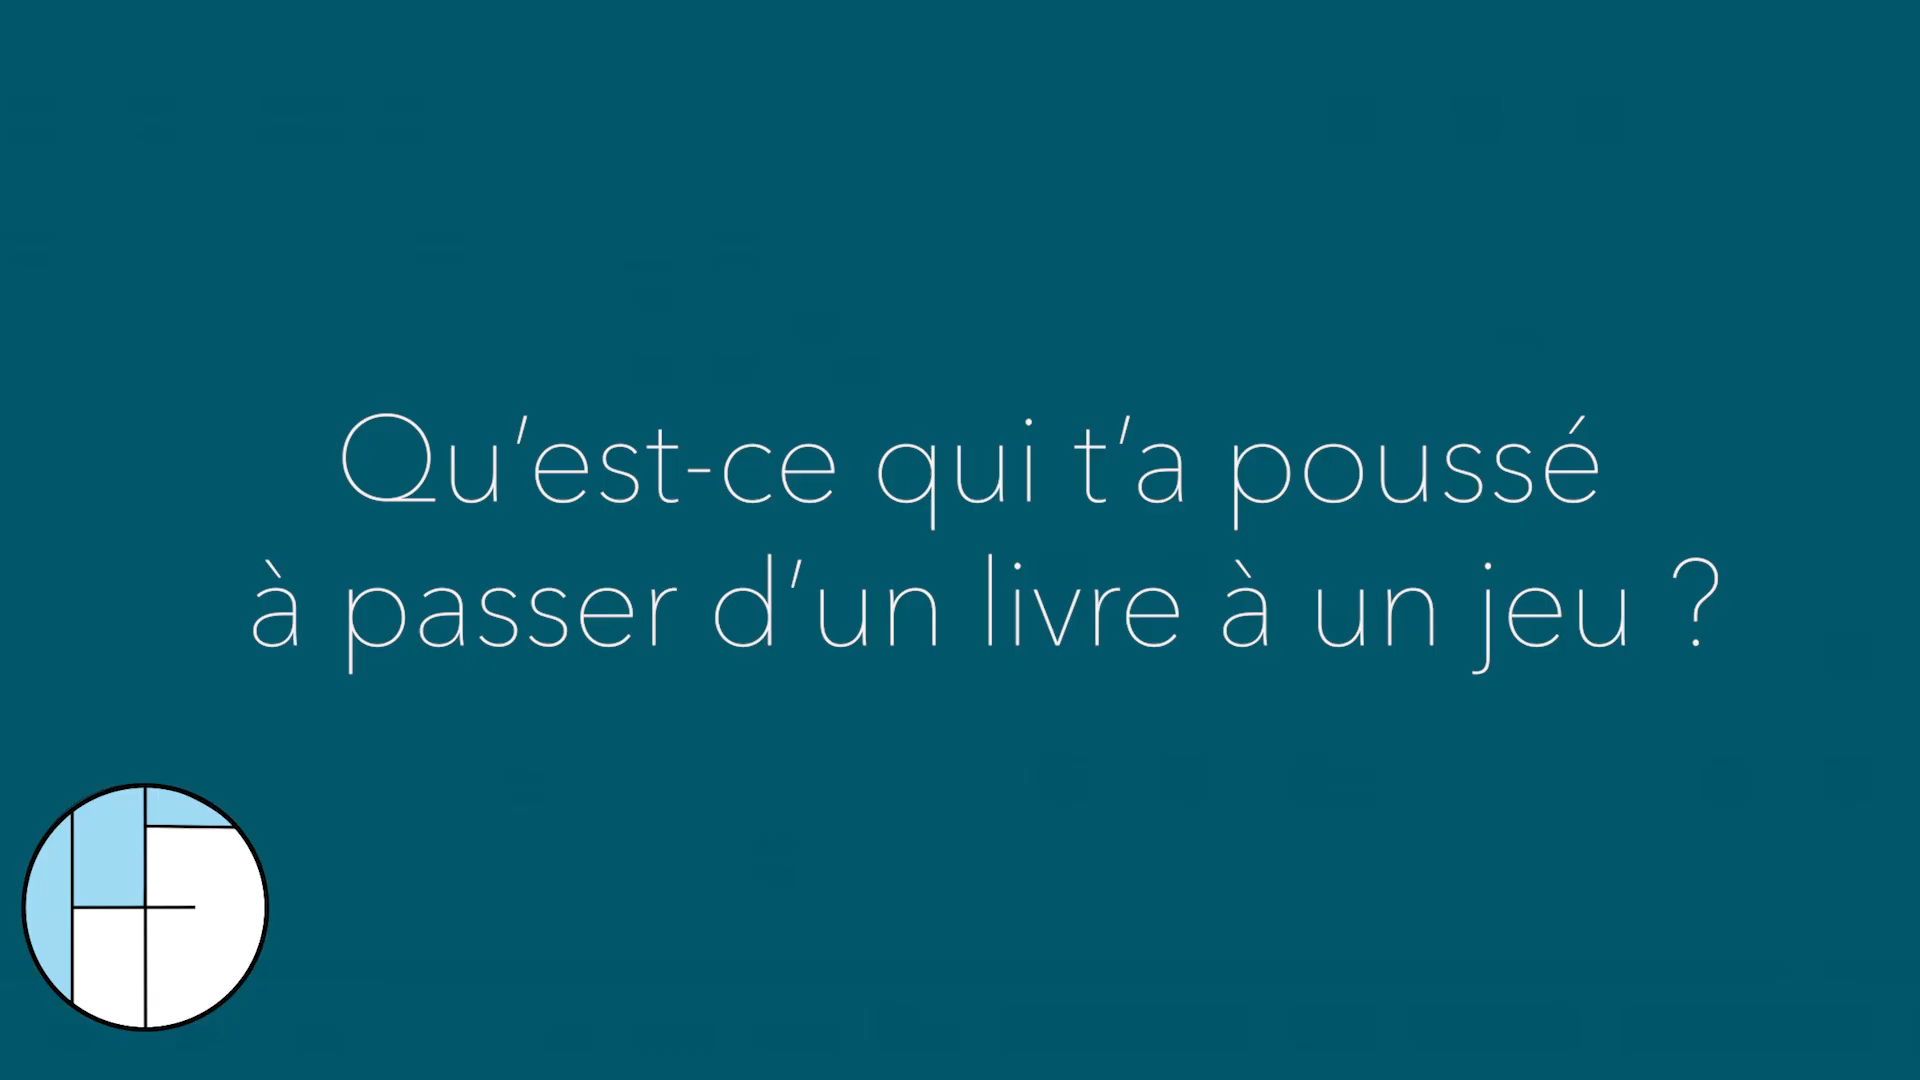 Qu’est-ce qui t’a poussé
à passer d’un livre à un jeu ?